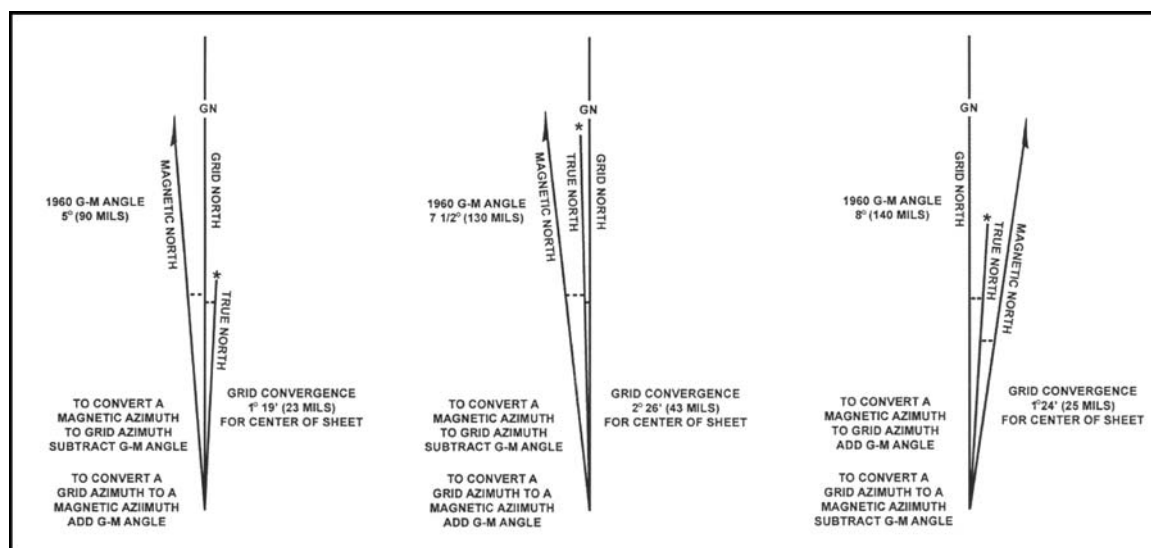 GN
MAGNETIC NORTH
GRID NORTH
1960 G-M ANGLE
5° (90 MILS)
*
TRUE NORTH
TO CONVERT A
MAGNETIC AZIMUTH
TO GRID AZIMUTH
SUBTRACT G-M ANGLE
GRID CONVERGENCE
1° 19' (23 MILS)
FOR CENTER OF SHEET
TO CONVERT A
GRID AZIMUTH TO A
MAGNETIC AZIIMUTH
ADD G-M ANGLE
GN
*
MAGNETIC NORTH
TRUE NORTH
GRID NORTH
1960 G-M ANGLE
7 1/2° (130 MILS)
TO CONVERT A
MAGNETIC AZIMUTH
TO GRID AZIMUTH
SUBTRACT G-M ANGLE
GRID CONVERGENCE
2° 26' (43 MILS)
FOR CENTER OF SHEET
TO CONVERT A
GRID AZIMUTH TO A
MAGNETIC AZIMUTH
ADD G-M ANGLE
GN
GRID NORTH
*
TRUE NORTH
MAGNETIC NORTH
1960 G-M ANGLE
8° (140 MILS)
TO CONVERT A
MAGNETIC AZIMUTH
TO GRID AZIMUTH
ADD G-M ANGLE
GRID CONVERGENCE
1°24' (25 MILS)
FOR CENTER OF SHEET
TO CONVERT A
GRID AZIMUTH TO A
MAGNETIC AZIMUTH
SUBTRACT G-M ANGLE